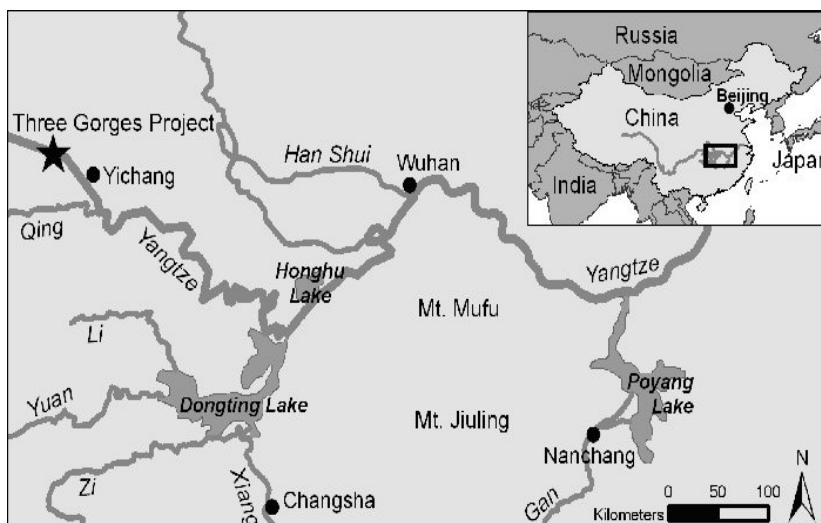 Russia
Mongolia
Beijing
China
Japan
India
Three Gorges Project
Yichang
Han Shui
Wuhan
Qing
Yangtze
Honghu
Lake
Yangtze
Mt. Mufu
Li
Yuan
Dongting Lake
Poyang
Lake
Mt. Jiuling
Nanchang
Zi
Xiang
Changsha
Gan
N
0 50 100
Kilometers